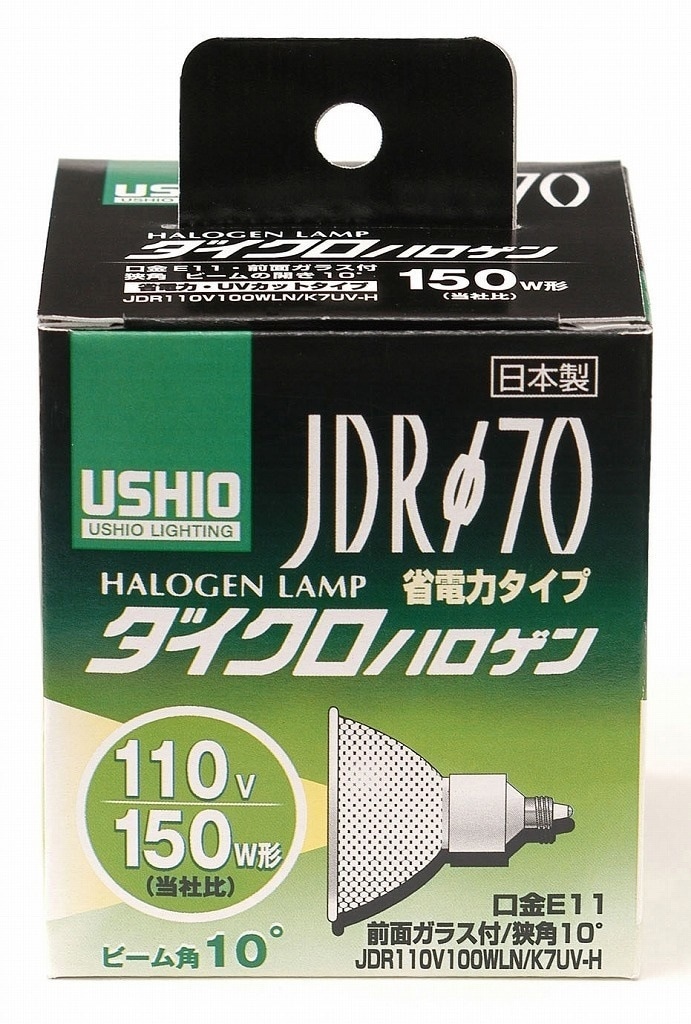 US
USHIO
70
HALOGEN LAMP
ダイクロハロゲン
口金E11・前面ガラス付
狭角 ビームの開き10°
150W形
省電力・UVカットタイプ
(当社比)
JDR110V100WLN/K7UV-H
日本製
USHIO
USHIO LIGHTING
JDRφ70
HALOGEN LAMP 省電力タイプ
ダイクロハロゲン
110V
150W形
(当社比)
口金E11
前面ガラス付/狭角10°
ビーム角10°
JDR110V100WLN/K7UV-H